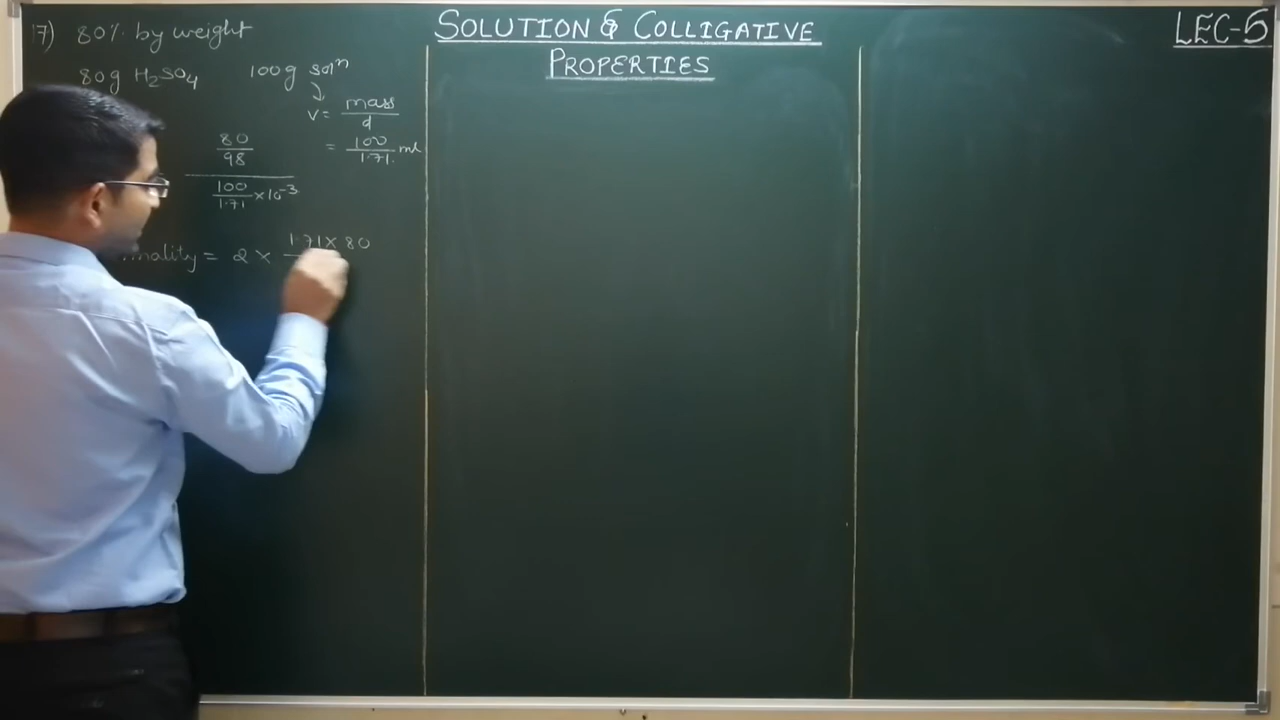 SOLUTION & COLLIGATIVE
PROPERTIES
LEC-5
17) 80% by weight
80g H₂SO₄ 100g solⁿ
v = mass / d
= 100 / 1.71 ml
80 / 98
100 / 1.71 × 10⁻³
= 2 × 1.71 × 80